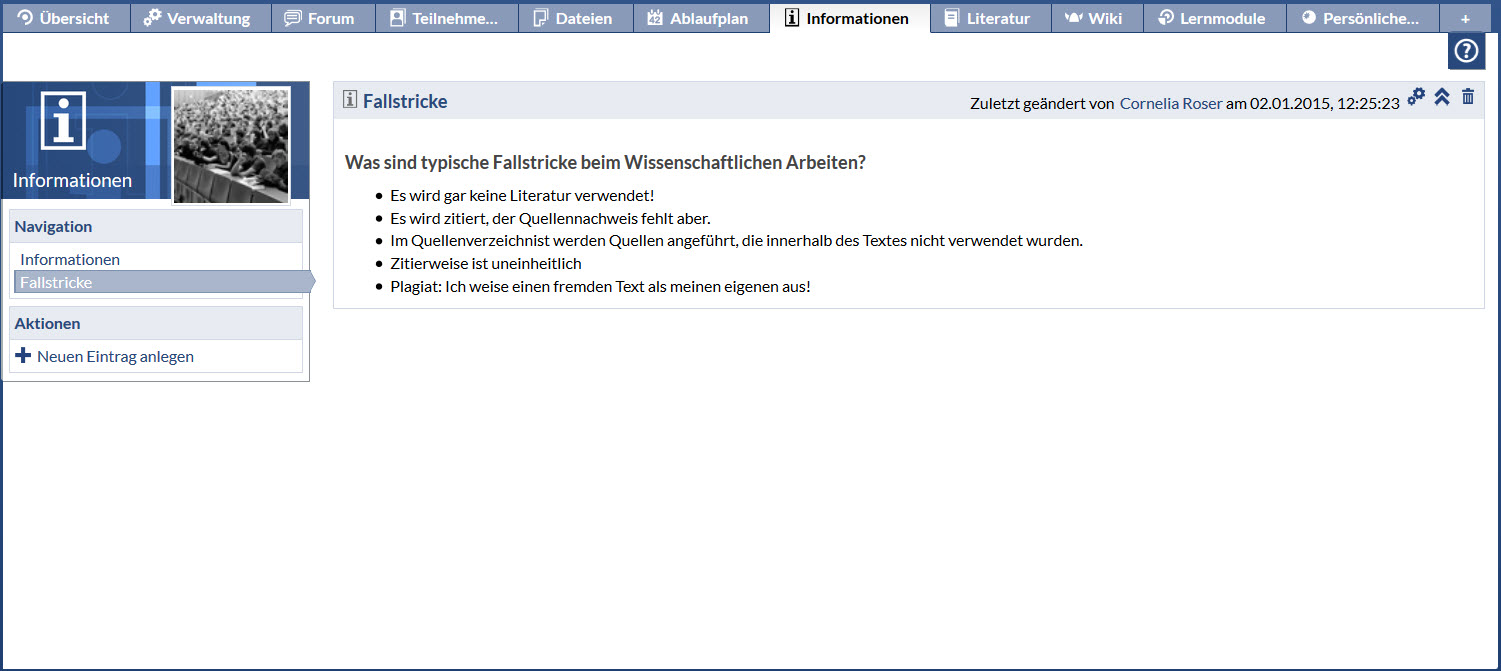 Übersicht
Verwaltung
Forum
Teilnehme...
Dateien
42 Ablaufplan
Informationen
Literatur
Wiki
Lernmodule
Persönliche...
+
?
Informationen
Navigation
Informationen
Fallstricke
Aktionen
Neuen Eintrag anlegen
Fallstricke
Zuletzt geändert von Cornelia Roser am 02.01.2015, 12:25:23
Was sind typische Fallstricke beim Wissenschaftlichen Arbeiten?
• Es wird gar keine Literatur verwendet!
• Es wird zitiert, der Quellennachweis fehlt aber.
• Im Quellenverzeichnist werden Quellen angeführt, die innerhalb des Textes nicht verwendet wurden.
• Zitierweise ist uneinheitlich
• Plagiat: Ich weise einen fremden Text als meinen eigenen aus!